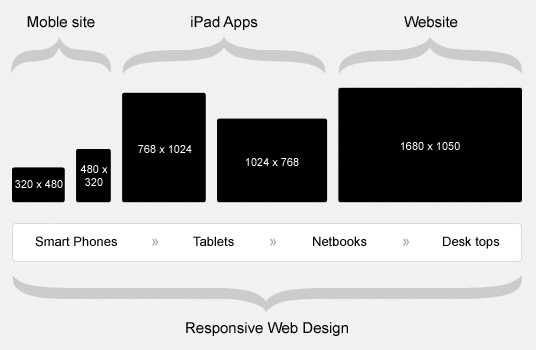 Moble site
iPad Apps
Website
320 x 480
480 x
320
768 x 1024
1024 x 768
1680 x 1050
Smart Phones » Tablets » Netbooks » Desk tops
Responsive Web Design